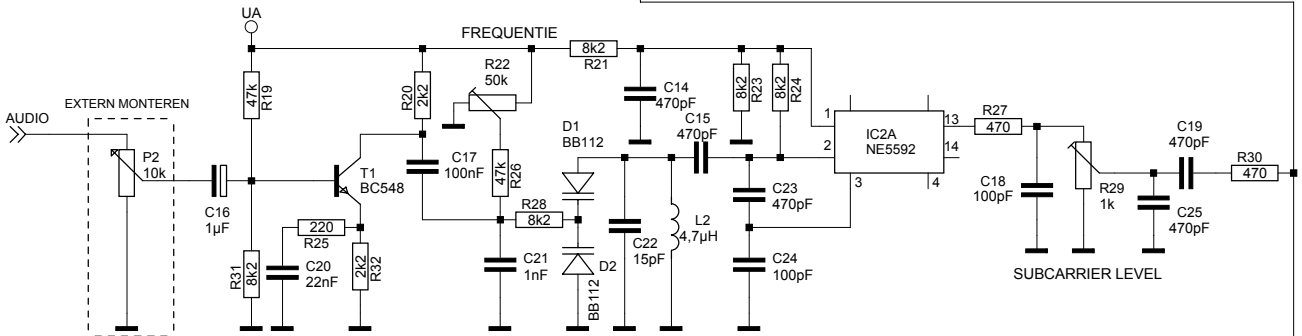 UA
FREQUENTIE
8k2
R21
R22
50k
47k
R19
R20
2k2
C14
470pF
8k2
R23
8k2
R24
EXTERN MONTEREN
AUDIO
P2
10k
C16
1µF
T1
BC548
C17
100nF
47k
R26
D1
BB112
C15
470pF
1
2
3
4
13
14
IC2A
NE5592
R27
470
C18
100pF
R29
1k
C19
470pF
R30
470
C25
470pF
220
R25
R31
8k2
C20
22nF
2k2
R32
R28
8k2
C21
1nF
D2
BB112
C22
15pF
L2
4,7µH
C23
470pF
C24
100pF
SUBCARRIER LEVEL